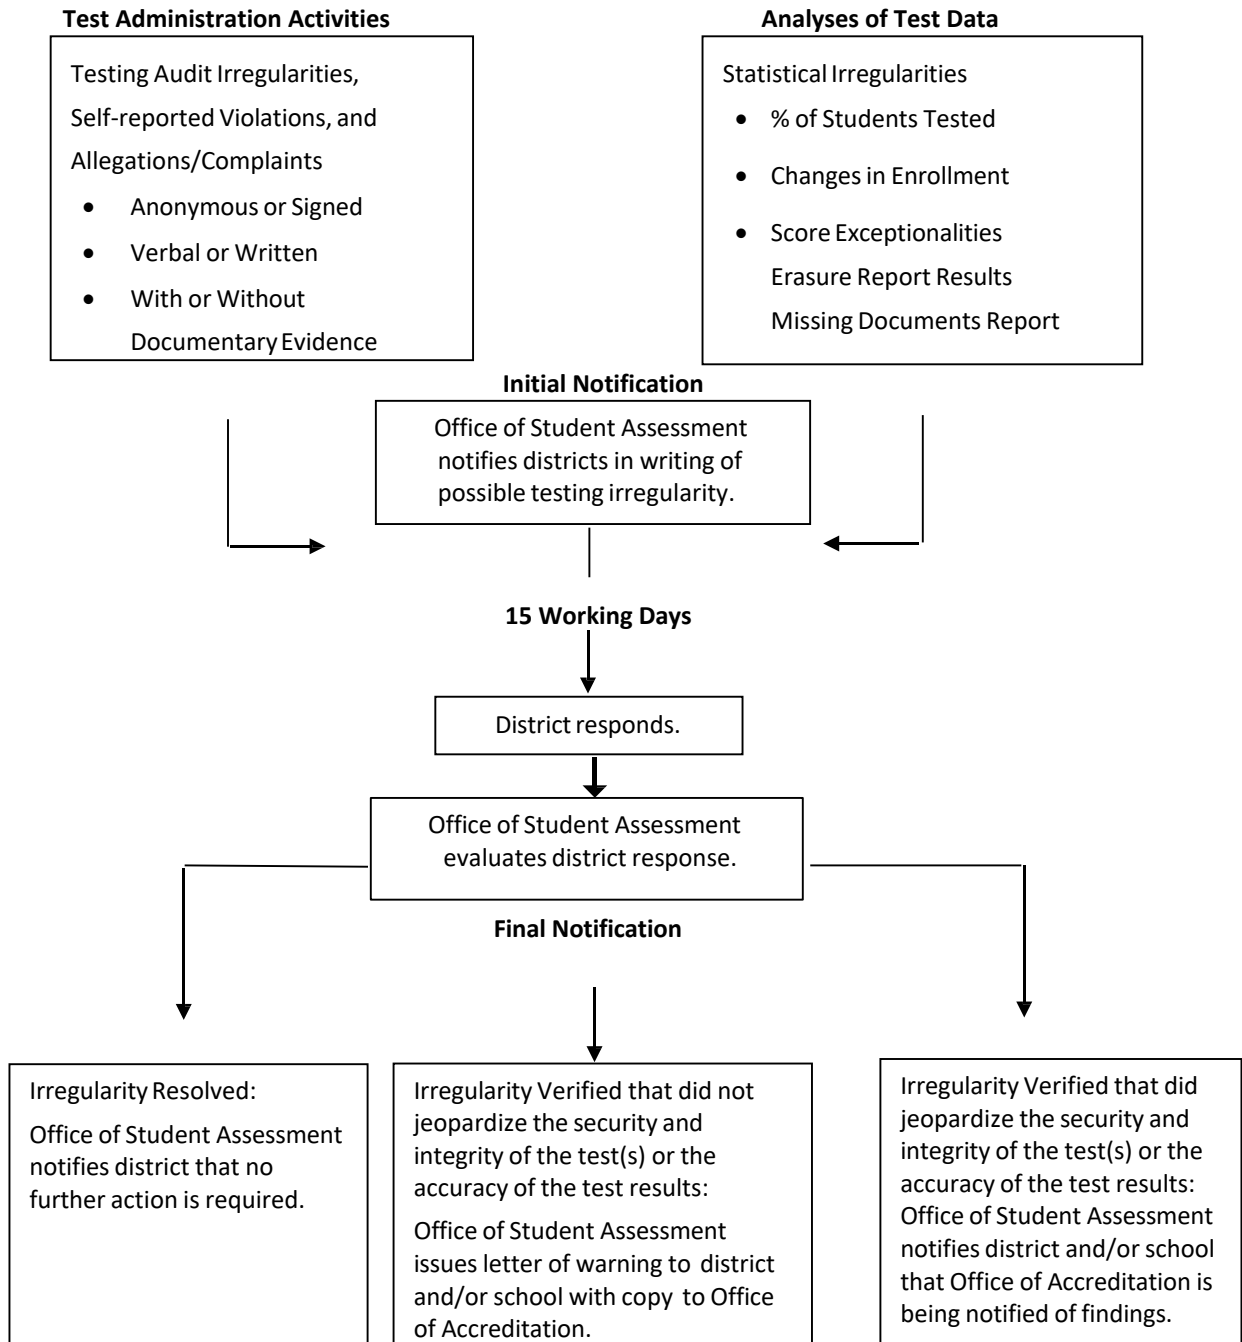 Test Administration Activities
Testing Audit Irregularities,
Self-reported Violations, and
Allegations/Complaints
• Anonymous or Signed
• Verbal or Written
• With or Without
Documentary Evidence
Analyses of Test Data
Statistical Irregularities
• % of Students Tested
• Changes in Enrollment
• Score Exceptionalities
Erasure Report Results
Missing Documents Report
Initial Notification
Office of Student Assessment
notifies districts in writing of
possible testing irregularity.
15 Working Days
District responds.
Office of Student Assessment
evaluates district response.
Final Notification
Irregularity Resolved:
Office of Student Assessment
notifies district that no
further action is required.
Irregularity Verified that did not
jeopardize the security and
integrity of the test(s) or the
accuracy of the test results:
Office of Student Assessment
issues letter of warning to district
and/or school with copy to Office
of Accreditation.
Irregularity Verified that did
jeopardize the security and
integrity of the test(s) or the
accuracy of the test results:
Office of Student Assessment
notifies district and/or school
that Office of Accreditation is
being notified of findings.